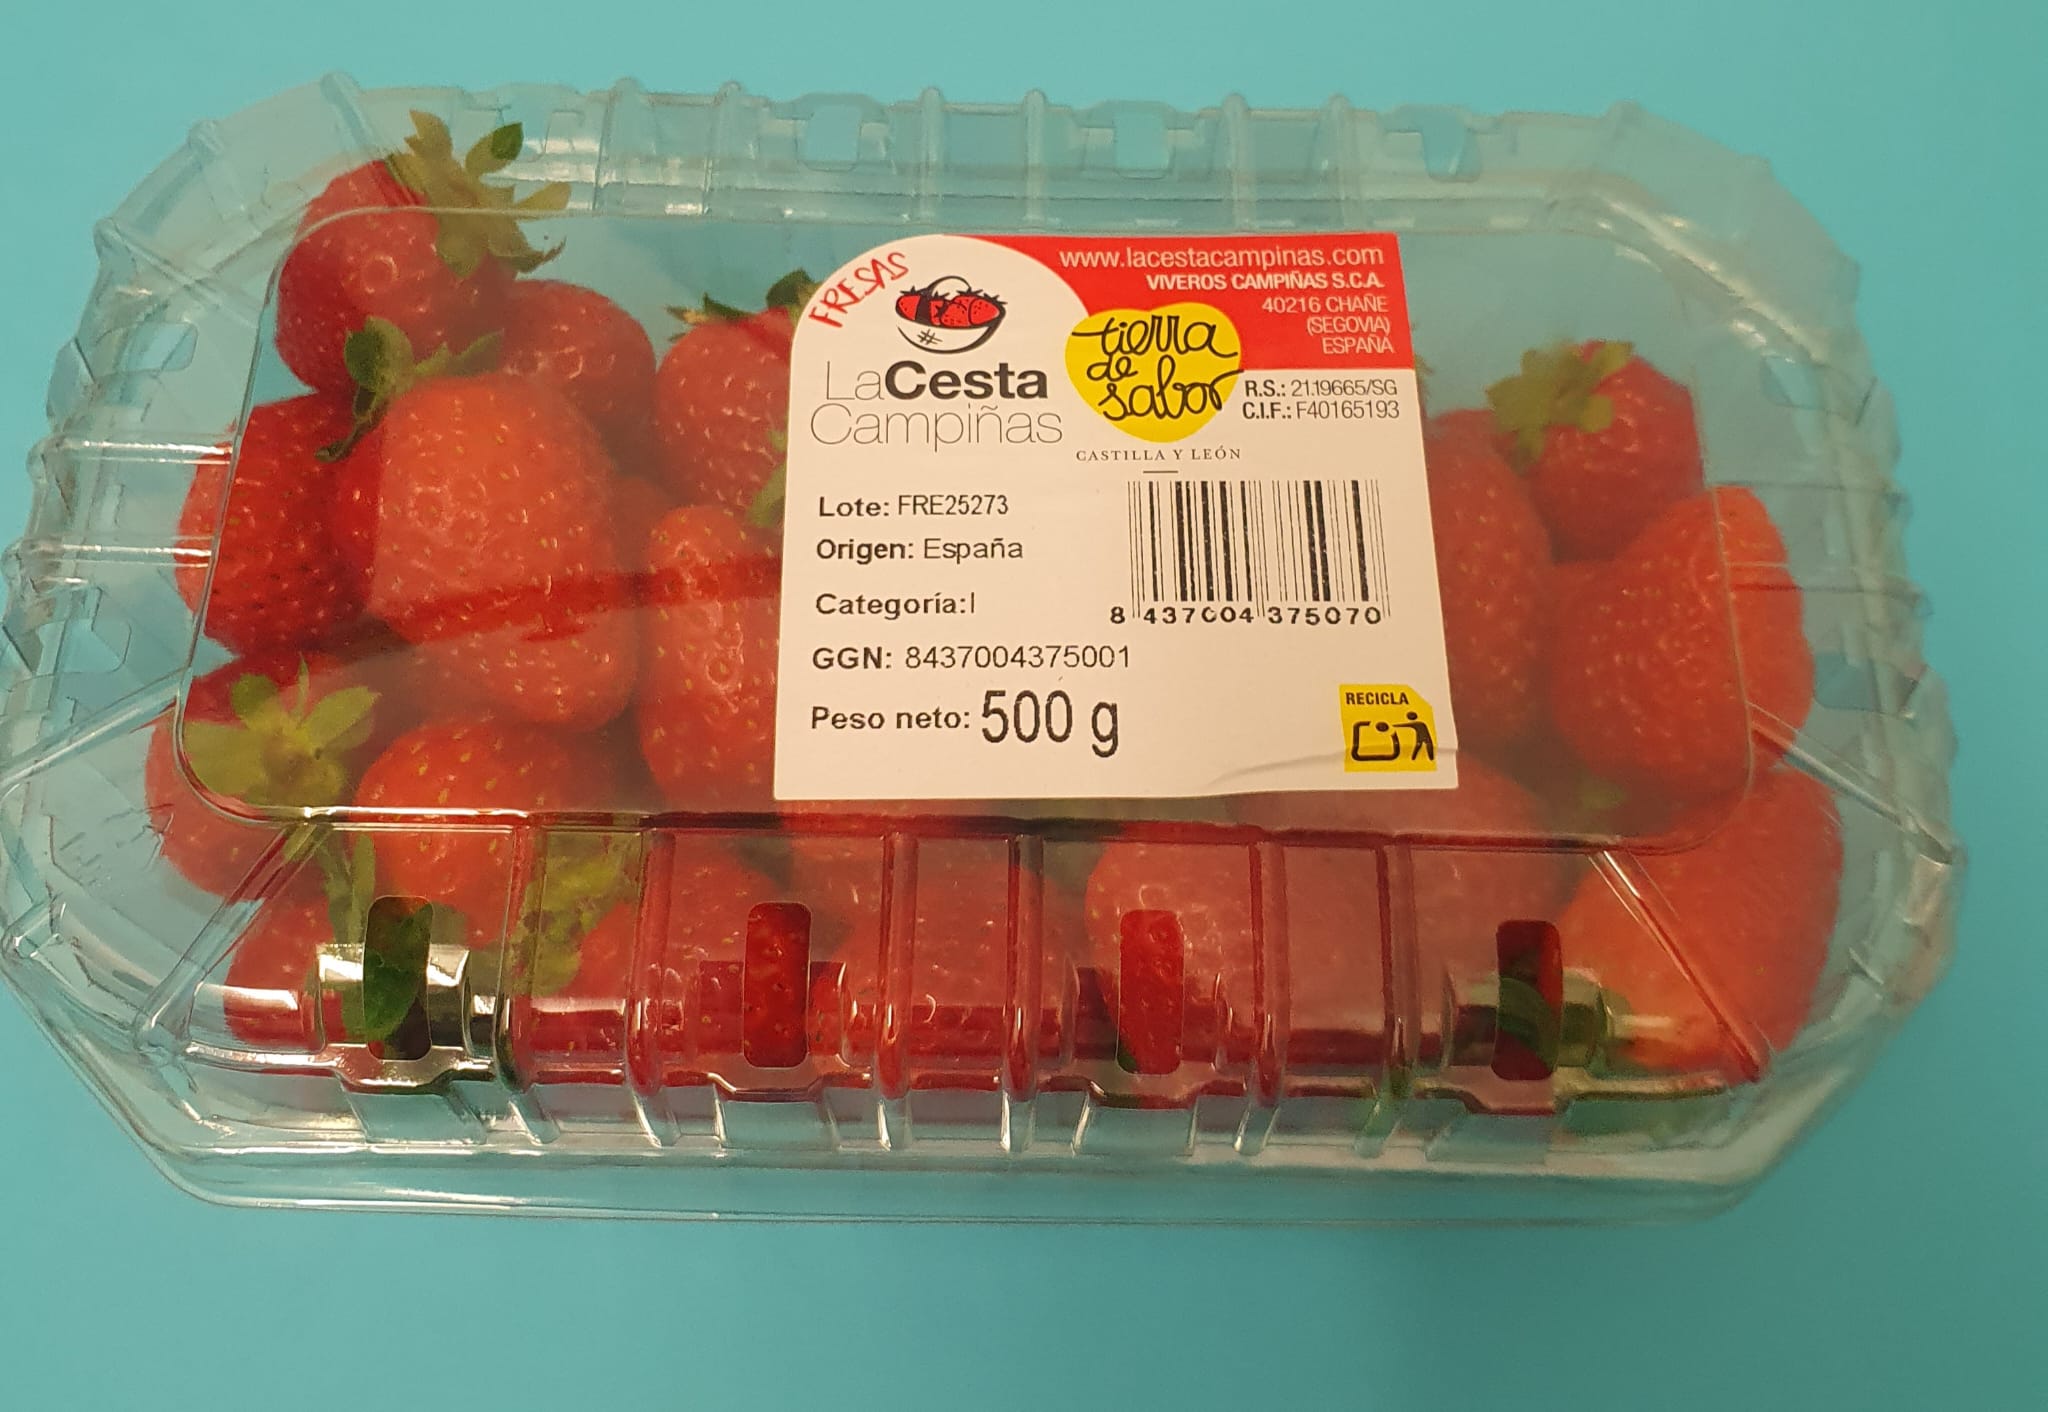 FRESAS
LaCesta
Campiñas
www.lacestacampinas.com
VIVEROS CAMPIÑAS S.C.A.
40216 CHAÑE
(SEGOVIA)
ESPAÑA
tierra
de
sabor
CASTILLA Y LEÓN
R.S.: 21.19665/SG
C.I.F.: F40165193
Lote: FRE25273
Origen: España
Categoría:I
GGN: 8437004375001
Peso neto: 500 g
8 437004 375070
RECICLA